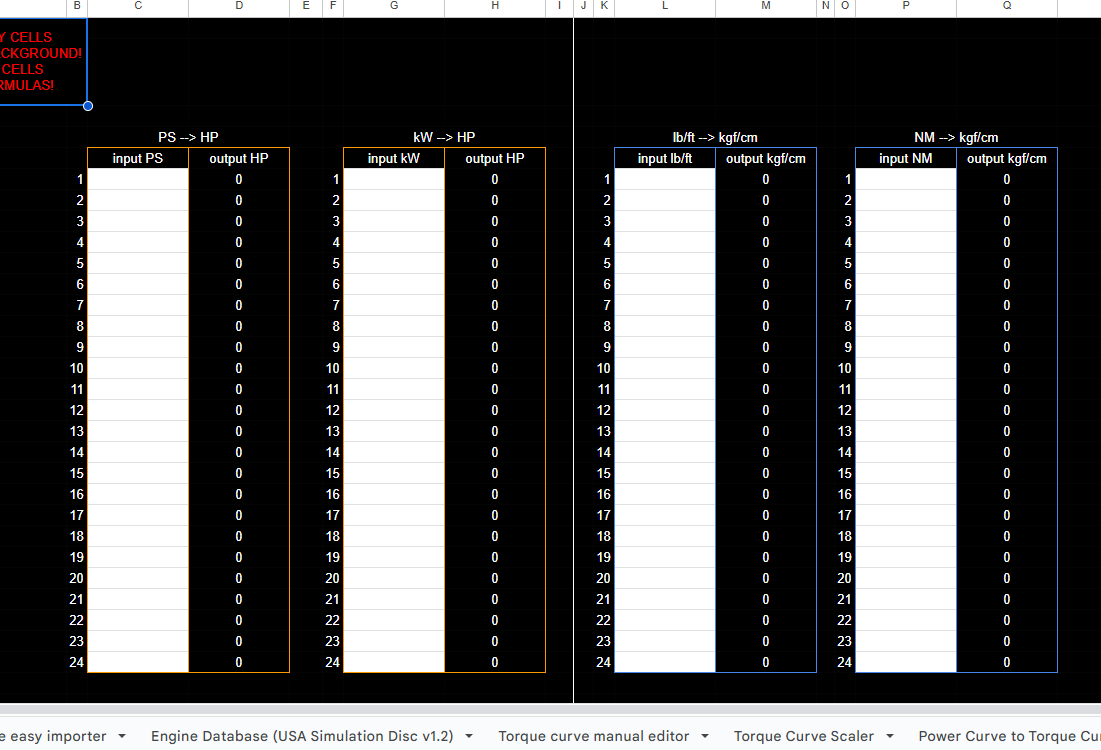 B C D E F G H I J K L M N O P Q
Y CELLS
CKGROUND!
CELLS
RMULAS!
PS --> HP kW --> HP lb/ft --> kgf/cm NM --> kgf/cm
input PS output HP input kW output HP input lb/ft output kgf/cm input NM output kgf/cm
1 0 1 0 1 0 1 0
2 0 2 0 2 0 2 0
3 0 3 0 3 0 3 0
4 0 4 0 4 0 4 0
5 0 5 0 5 0 5 0
6 0 6 0 6 0 6 0
7 0 7 0 7 0 7 0
8 0 8 0 8 0 8 0
9 0 9 0 9 0 9 0
10 0 10 0 10 0 10 0
11 0 11 0 11 0 11 0
12 0 12 0 12 0 12 0
13 0 13 0 13 0 13 0
14 0 14 0 14 0 14 0
15 0 15 0 15 0 15 0
16 0 16 0 16 0 16 0
17 0 17 0 17 0 17 0
18 0 18 0 18 0 18 0
19 0 19 0 19 0 19 0
20 0 20 0 20 0 20 0
21 0 21 0 21 0 21 0
22 0 22 0 22 0 22 0
23 0 23 0 23 0 23 0
24 0 24 0 24 0 24 0
e easy importer Engine Database (USA Simulation Disc v1.2) Torque curve manual editor Torque Curve Scaler Power Curve to Torque Cu